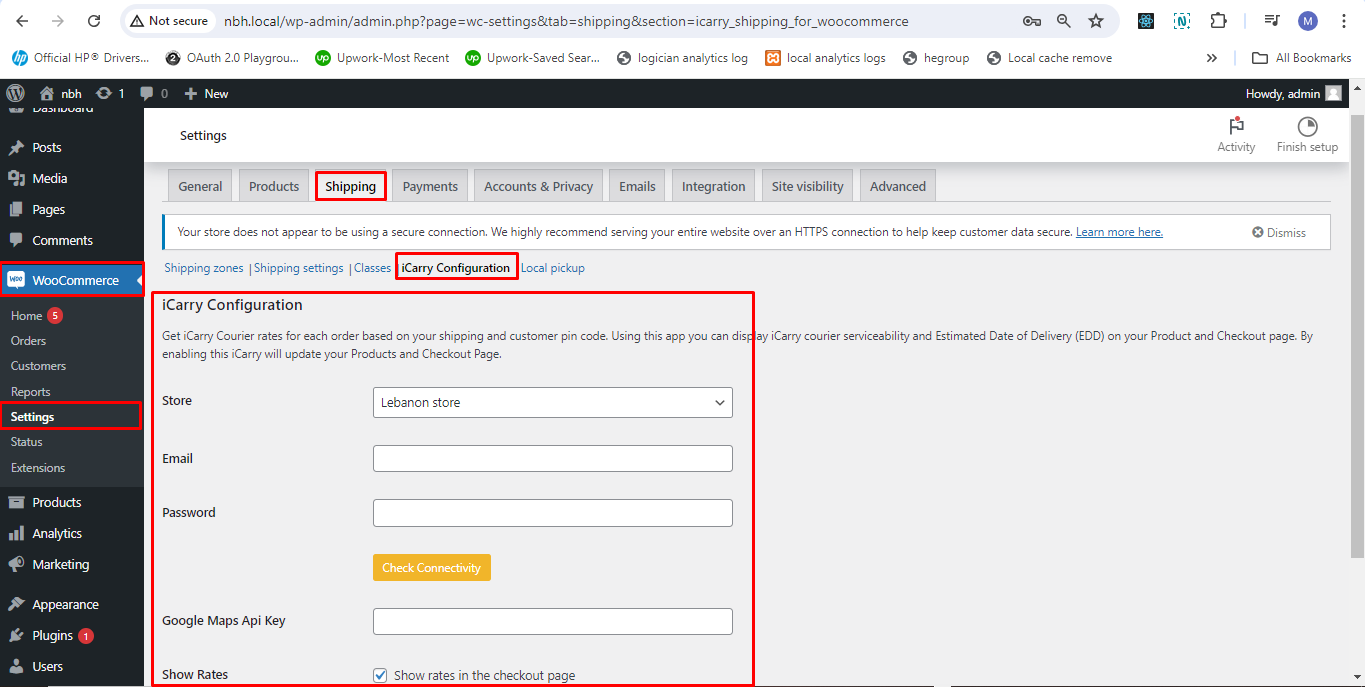 Not secure nbh.local/wp-admin/admin.php?page=wc-settings&tab=shipping&section=icarry_shipping_for_woocommerce M
Official HP® Drivers... 2 OAuth 2.0 Playgrou... up Upwork-Most Recent up Upwork-Saved Sear... logician analytics log local analytics logs hegroup Local cache remove » All Bookmarks
nbh 1 0 + New Howdy, admin
Dashboard
Posts
Media
Pages
Comments
WooCommerce
Home 5
Orders
Customers
Reports
Settings
Status
Extensions
Products
Analytics
Marketing
Appearance
Plugins 1
Users
Settings
Activity Finish setup
General Products Shipping Payments Accounts & Privacy Emails Integration Site visibility Advanced
Your store does not appear to be using a secure connection. We highly recommend serving your entire website over an HTTPS connection to help keep customer data secure. Learn more here. Dismiss
Shipping zones | Shipping settings | Classes | iCarry Configuration Local pickup
iCarry Configuration
Get iCarry Courier rates for each order based on your shipping and customer pin code. Using this app you can display iCarry courier serviceability and Estimated Date of Delivery (EDD) on your Product and Checkout page. By
enabling this iCarry will update your Products and Checkout Page.
Store Lebanon store
Email
Password
Check Connectivity
Google Maps Api Key
Show Rates Show rates in the checkout page